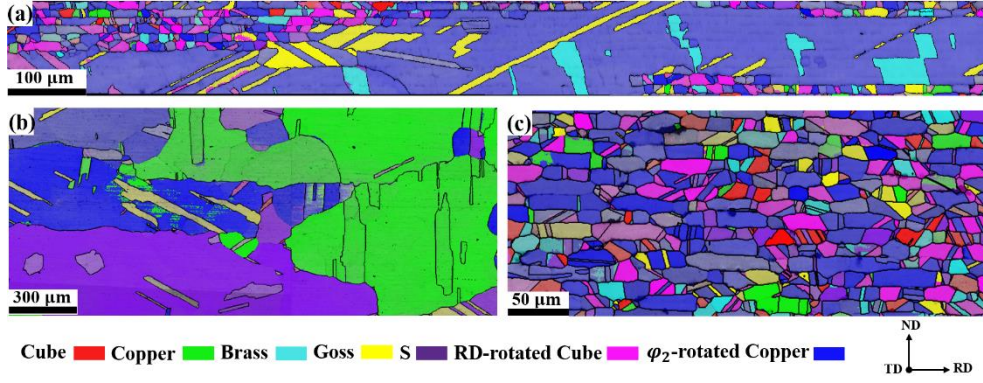 (a)
100 μm
(b)
300 μm
(c)
50 μm
Cube Copper Brass Goss S RD-rotated Cube φ₂-rotated Copper
ND
TD RD